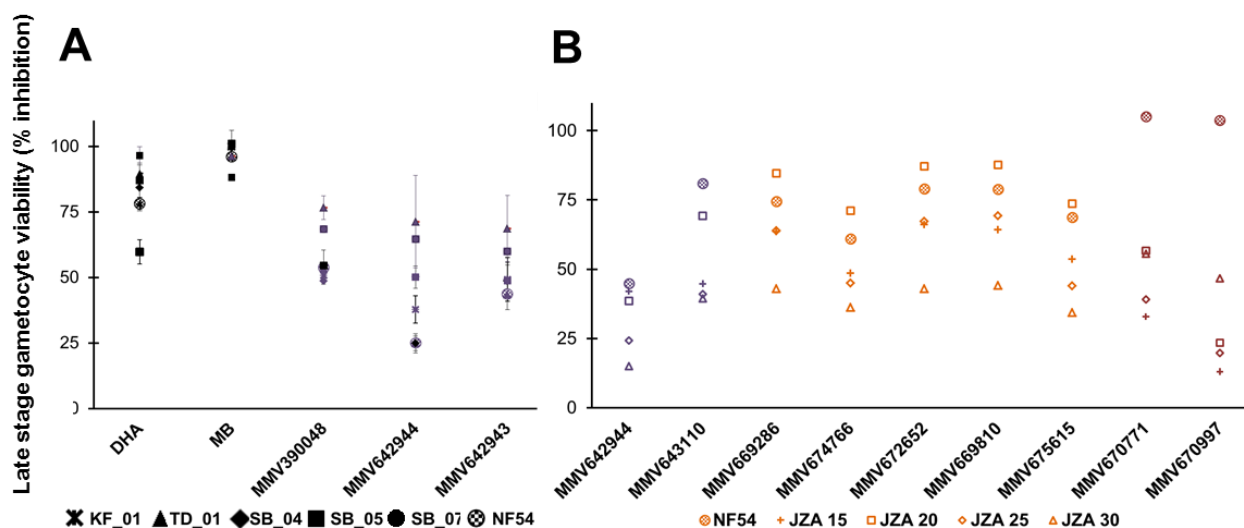 A
B
Late stage gametocyte viability (% inhibition)
100
75
50
25
0
DHA
MB
MMV390048
MMV642944
MMV642943
KF_01 TD_01 SB_04 SB_05 SB_07 NF54
100
75
50
25
0
MMV642944
MMV643110
MMV669286
MMV674766
MMV672652
MMV669810
MMV675615
MMV670771
MMV670997
NF54 JZA 15 JZA 20 JZA 25 JZA 30